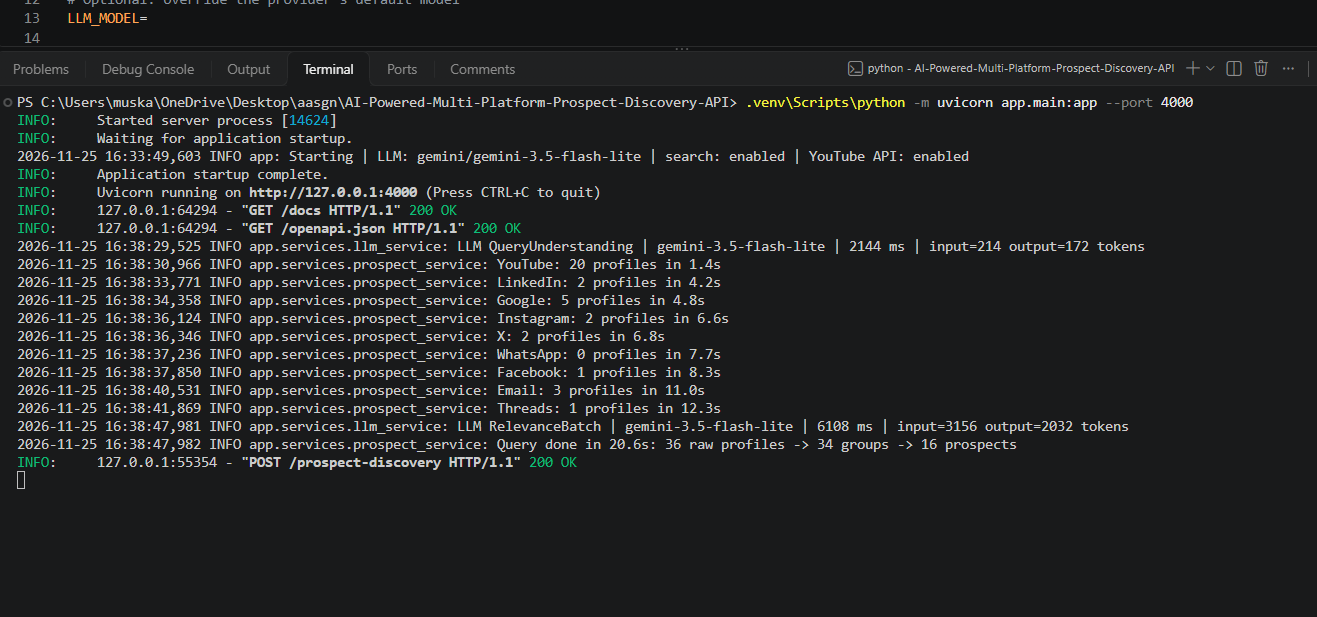 12 # Optional: override the provider's default model
13 LLM_MODEL=
14
Problems Debug Console Output Terminal Ports Comments python - AI-Powered-Multi-Platform-Prospect-Discovery-API
PS C:\Users\muska\OneDrive\Desktop\aasgn\AI-Powered-Multi-Platform-Prospect-Discovery-API> .venv\Scripts\python -m uvicorn app.main:app --port 4000
INFO:     Started server process [14624]
INFO:     Waiting for application startup.
2026-11-25 16:33:49,603 INFO app: Starting | LLM: gemini/gemini-3.5-flash-lite | search: enabled | YouTube API: enabled
INFO:     Application startup complete.
INFO:     Uvicorn running on http://127.0.0.1:4000 (Press CTRL+C to quit)
INFO:     127.0.0.1:64294 - "GET /docs HTTP/1.1" 200 OK
INFO:     127.0.0.1:64294 - "GET /openapi.json HTTP/1.1" 200 OK
2026-11-25 16:38:29,525 INFO app.services.llm_service: LLM QueryUnderstanding | gemini-3.5-flash-lite | 2144 ms | input=214 output=172 tokens
2026-11-25 16:38:30,966 INFO app.services.prospect_service: YouTube: 20 profiles in 1.4s
2026-11-25 16:38:33,771 INFO app.services.prospect_service: LinkedIn: 2 profiles in 4.2s
2026-11-25 16:38:34,358 INFO app.services.prospect_service: Google: 5 profiles in 4.8s
2026-11-25 16:38:36,124 INFO app.services.prospect_service: Instagram: 2 profiles in 6.6s
2026-11-25 16:38:36,346 INFO app.services.prospect_service: X: 2 profiles in 6.8s
2026-11-25 16:38:37,236 INFO app.services.prospect_service: WhatsApp: 0 profiles in 7.7s
2026-11-25 16:38:37,850 INFO app.services.prospect_service: Facebook: 1 profiles in 8.3s
2026-11-25 16:38:40,531 INFO app.services.prospect_service: Email: 3 profiles in 11.0s
2026-11-25 16:38:41,869 INFO app.services.prospect_service: Threads: 1 profiles in 12.3s
2026-11-25 16:38:47,981 INFO app.services.llm_service: LLM RelevanceBatch | gemini-3.5-flash-lite | 6108 ms | input=3156 output=2032 tokens
2026-11-25 16:38:47,982 INFO app.services.prospect_service: Query done in 20.6s: 36 raw profiles -> 34 groups -> 16 prospects
INFO:     127.0.0.1:55354 - "POST /prospect-discovery HTTP/1.1" 200 OK